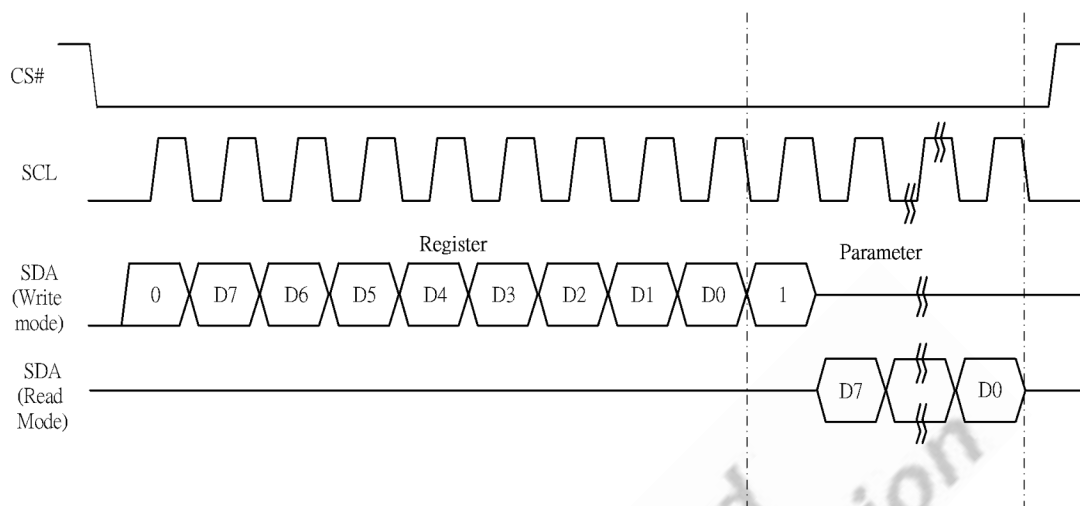 CS#
SCL
Register
Parameter
SDA
(Write
mode)
0 D7 D6 D5 D4 D3 D2 D1 D0 1
SDA
(Read
Mode)
D7 D0